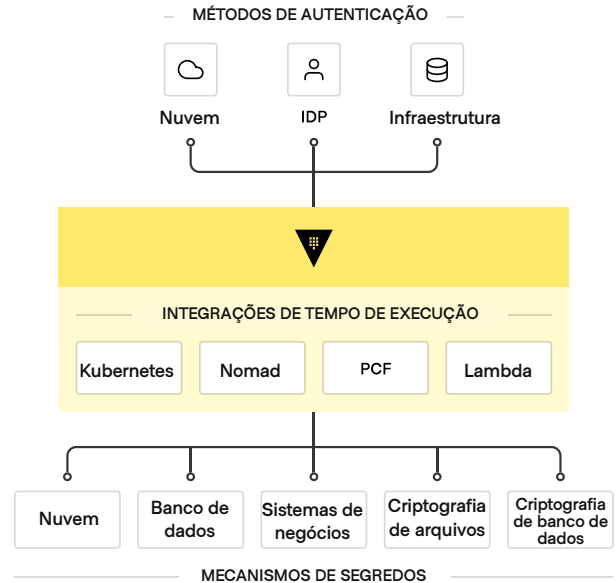 MÉTODOS DE AUTENTICAÇÃO
Nuvem
IDP
Infraestrutura
INTEGRAÇÕES DE TEMPO DE EXECUÇÃO
Kubernetes
Nomad
PCF
Lambda
Nuvem
Banco de
dados
Sistemas de
negócios
Criptografia
de arquivos
Criptografia
de banco de
dados
MECANISMOS DE SEGREDOS